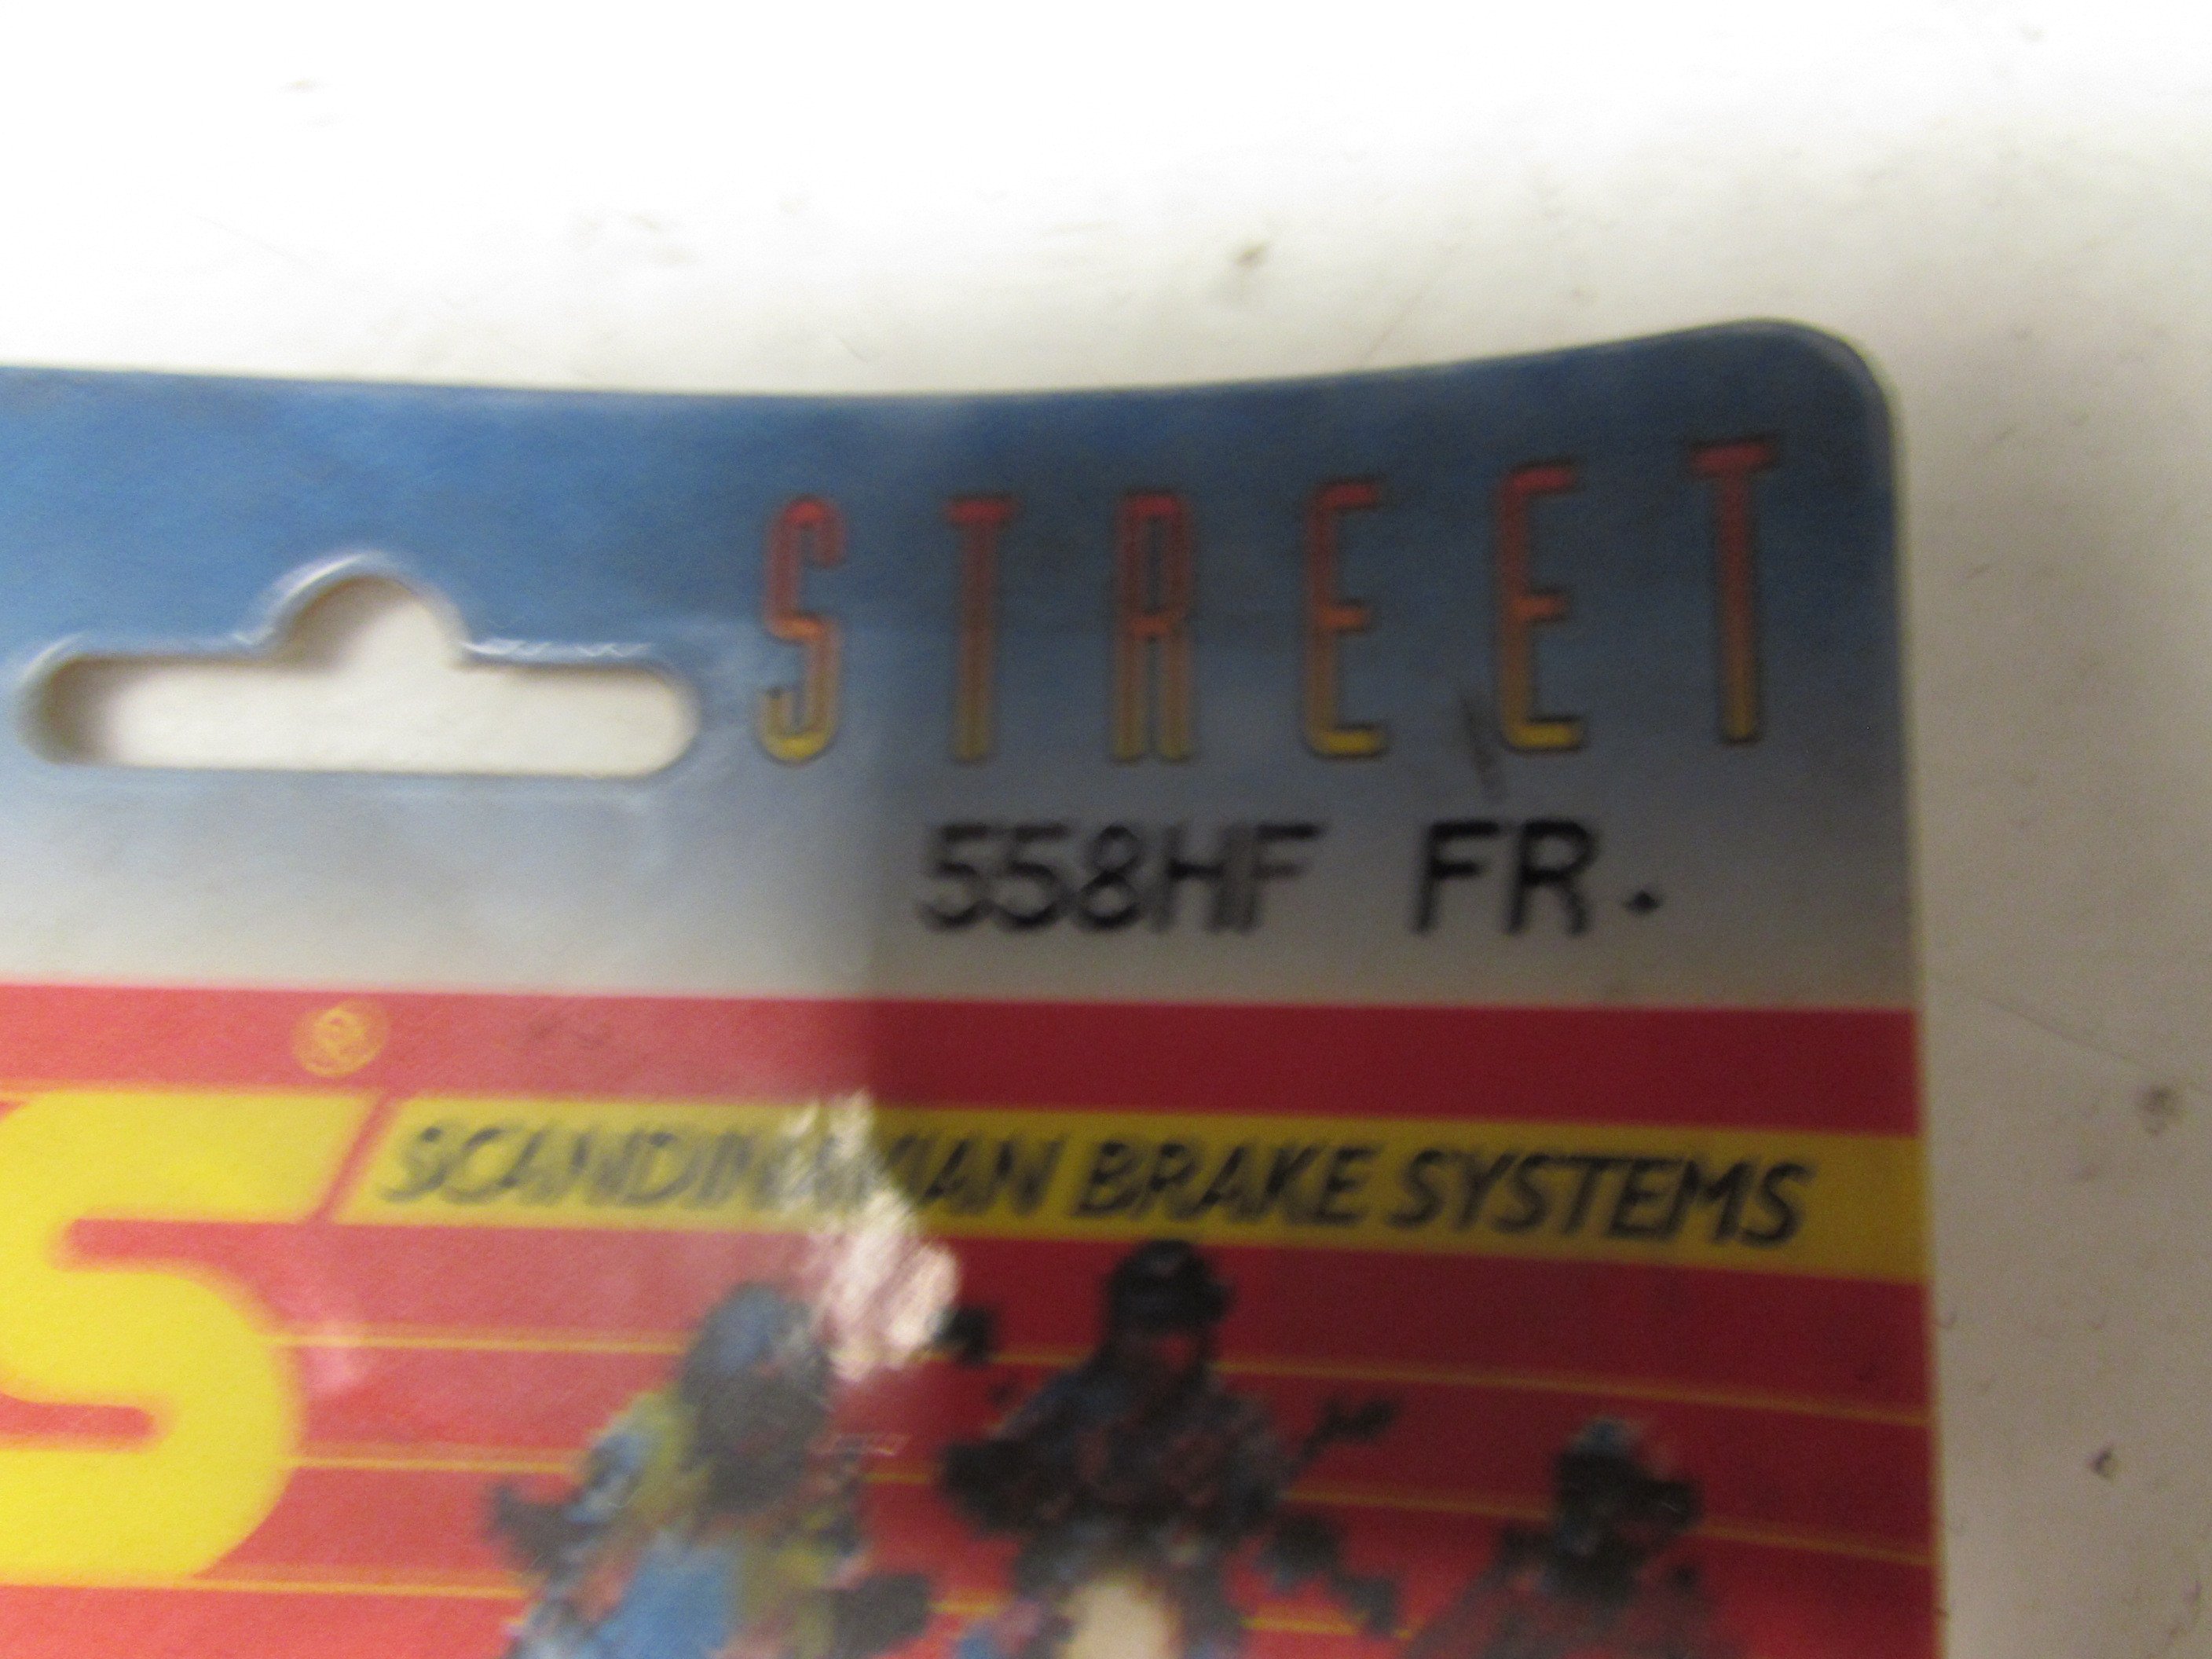 STREET
558HF FR.
S®
SCANDINAVIAN BRAKE SYSTEMS